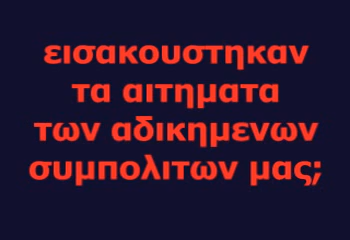 εισακουστηκαν
τα αιτηματα
των αδικημενων
συμπολιτων μας;